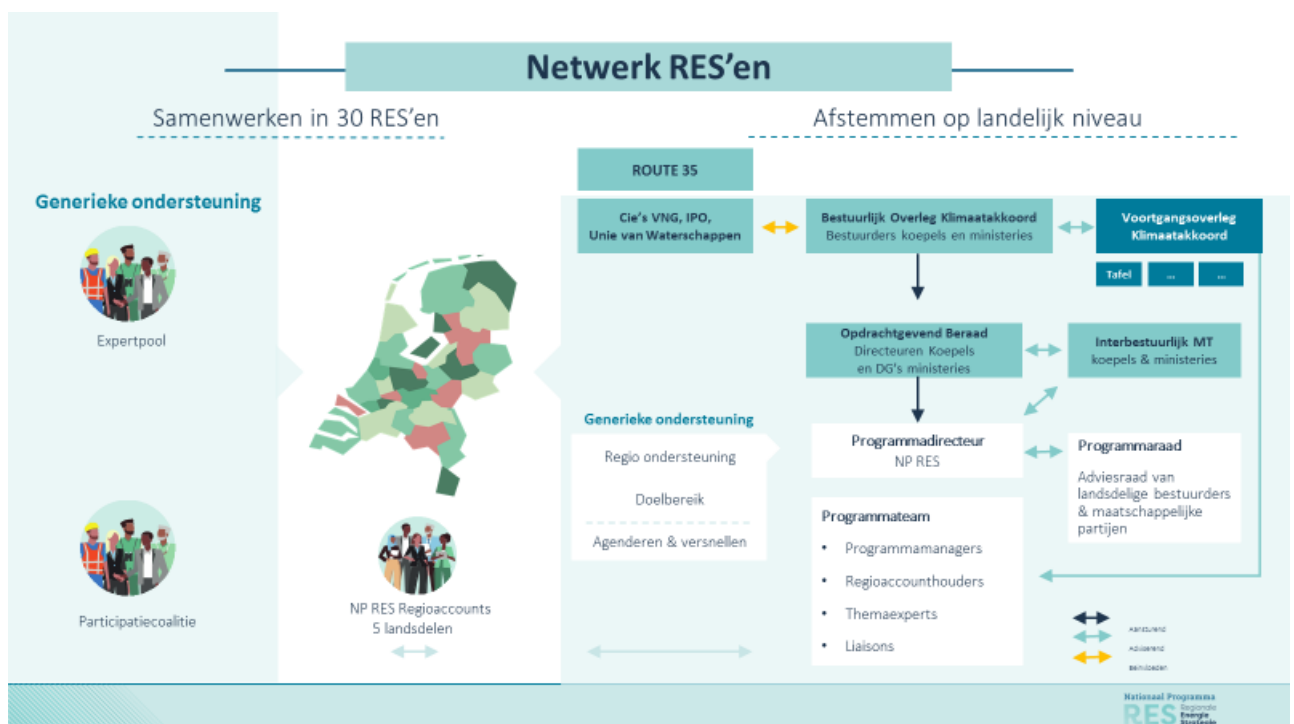 Netwerk RES'en
Samenwerken in 30 RES'en
Afstemmen op landelijk niveau
Generieke ondersteuning
Expertpool
Participatiecoalitie
NP RES Regioaccounts
5 landsdelen
ROUTE 35
Cie's VNG, IPO,
Unie van Waterschappen
Bestuurlijk Overleg Klimaatakkoord
Bestuurders koepels en ministeries
Voortgangsoverleg
Klimaatakkoord
Tafel
...
...
Opdrachtgevend Beraad
Directeuren Koepels
en DG's ministeries
Interbestuurlijk MT
koepels & ministeries
Generieke ondersteuning
Regio ondersteuning
Doelbereik
Agenderen & versnellen
Programmadirecteur
NP RES
Programmaraad
Adviesraad van
landsdelige bestuurders
& maatschappelijke
partijen
Programmateam
• Programmamanagers
• Regioaccounthouders
• Themaexperts
• Liaisons
Aansturend
Adviserend
Beïnvloeden
Nationaal Programma
RES
Regionale
Energie
Strategie